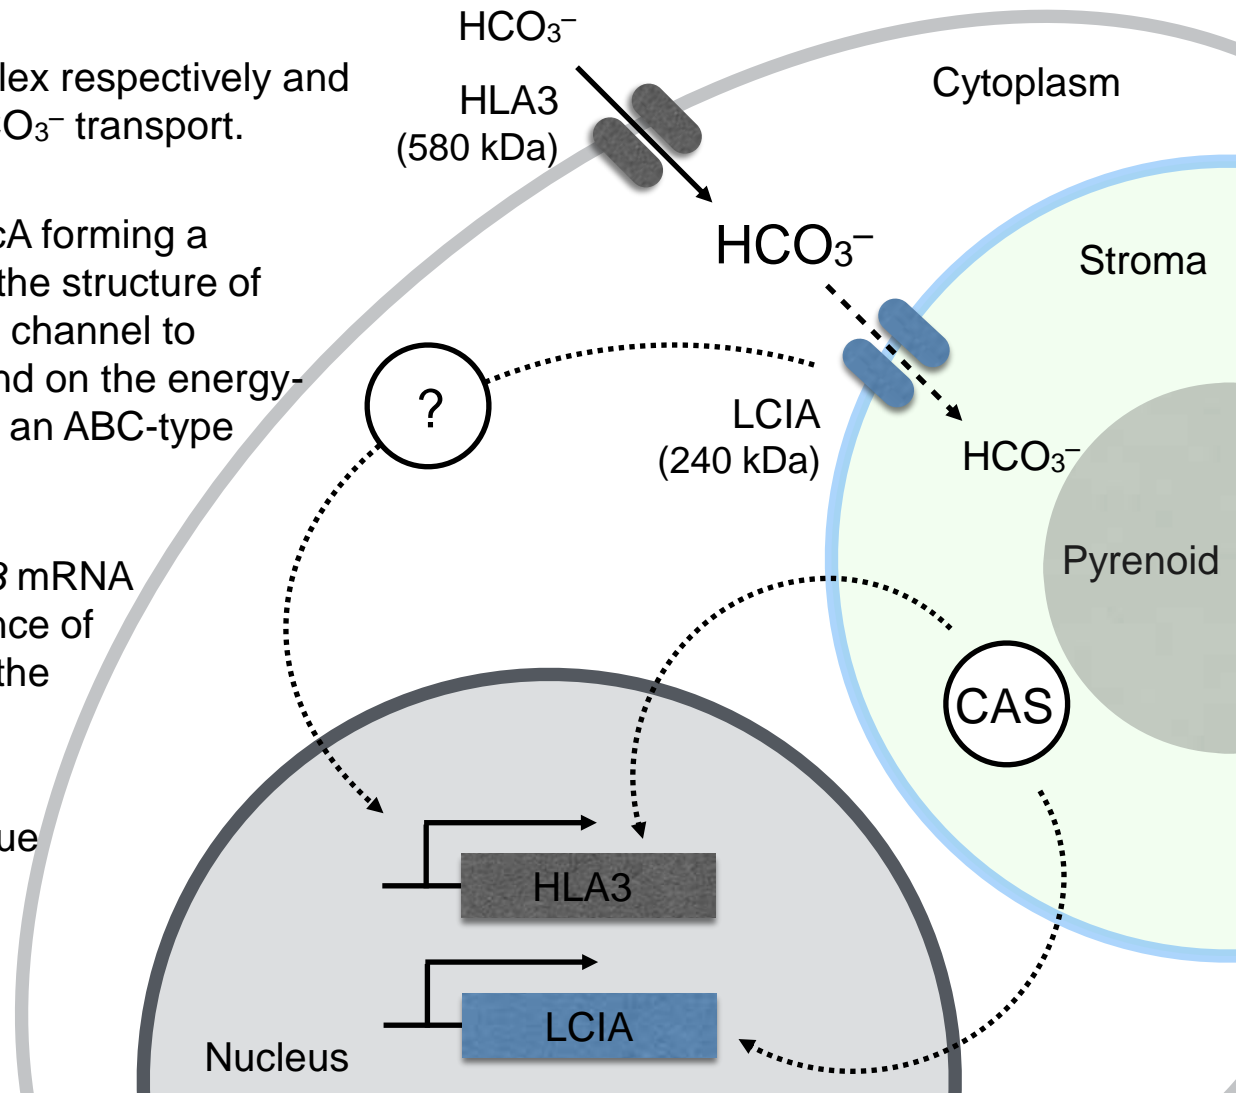 lex respectively and
O₃⁻ transport.
cA forming a
the structure of
channel to
nd on the energy-
an ABC-type
3 mRNA
nce of
the
ue
HCO₃⁻
HLA3
(580 kDa)
Cytoplasm
HCO₃⁻
Stroma
?
LCIA
(240 kDa)
HCO₃⁻
Pyrenoid
CAS
HLA3
LCIA
Nucleus